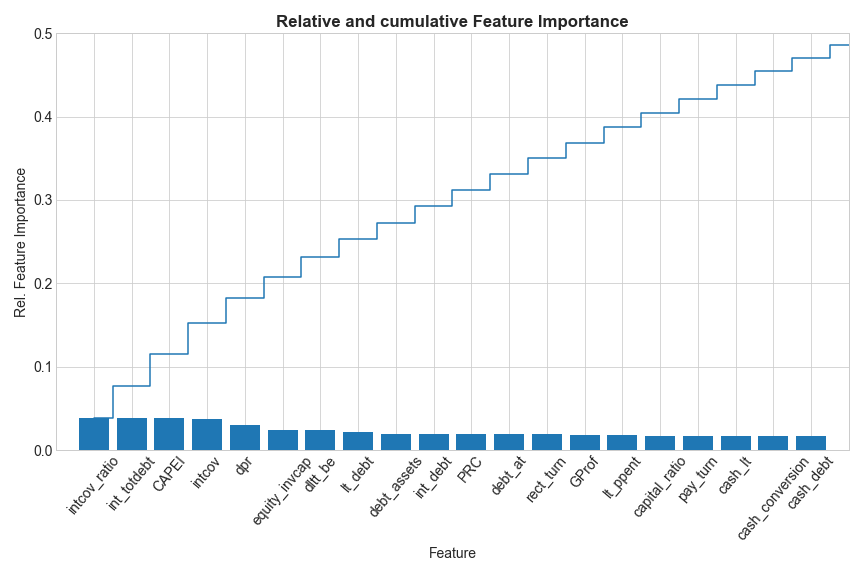 Relative and cumulative Feature Importance
Rel. Feature Importance
0.5
0.4
0.3
0.2
0.1
0.0
intcov_ratio
int_totdebt
CAPEI
intcov
dpr
equity_invcap
dltt_be
lt_debt
debt_assets
int_debt
PRC
debt_at
rect_turn
GProf
lt_ppent
capital_ratio
pay_turn
cash_lt
cash_conversion
cash_debt
Feature